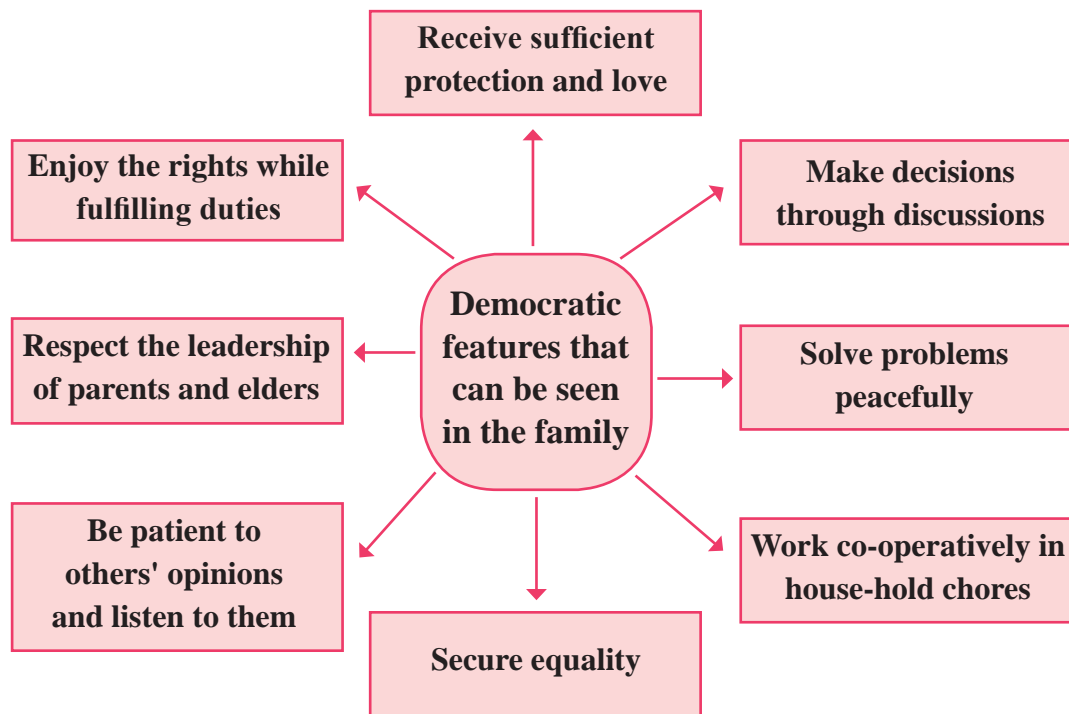 Receive sufficient
protection and love
Enjoy the rights while
fulfilling duties
Make decisions
through discussions
Democratic
features that
can be seen
in the family
Respect the leadership
of parents and elders
Solve problems
peacefully
Be patient to
others' opinions
and listen to them
Work co-operatively in
house-hold chores
Secure equality